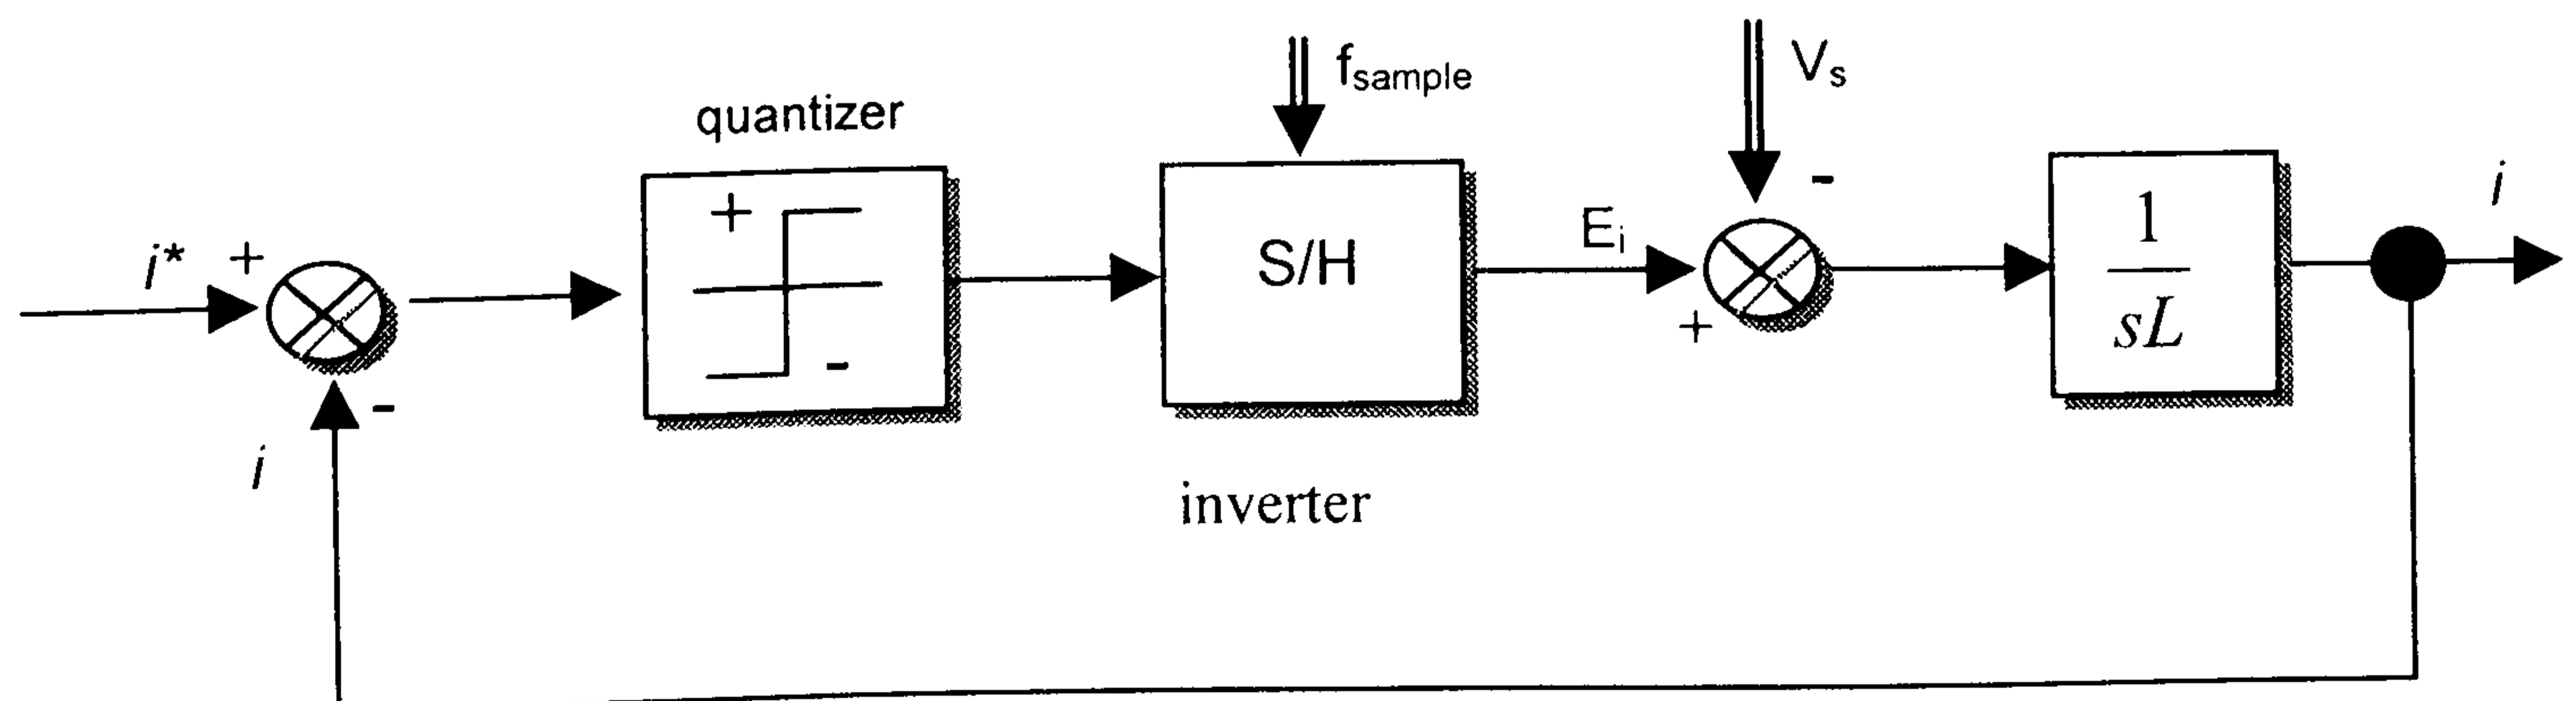 f_sample
V_s
quantizer
+
-
i
i* +
S/H
E_i
1
sL
+
-
-
i
inverter